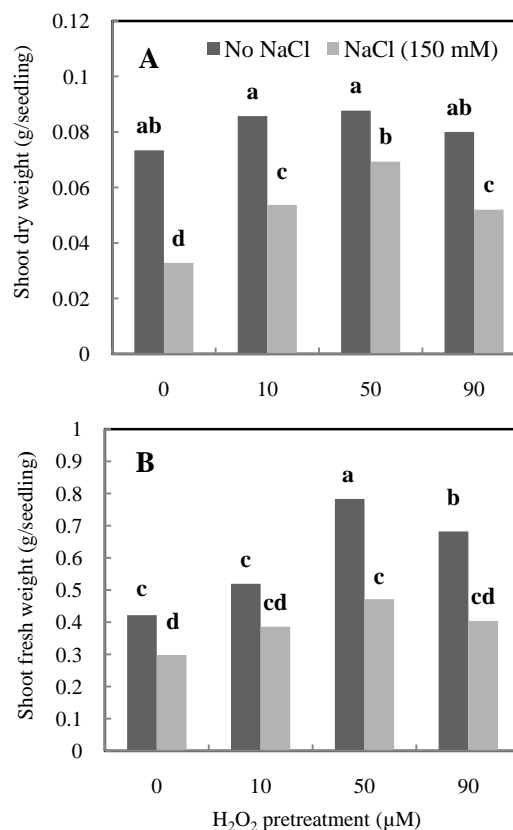 0.12
A
No NaCl
NaCl (150 mM)
0.1
0.08
0.06
0.04
0.02
0
Shoot dry weight (g/seedling)
ab
d
a
c
a
b
ab
c
0
10
50
90
1
B
0.9
0.8
0.7
0.6
0.5
0.4
0.3
0.2
0.1
0
Shoot fresh weight (g/seedling)
c
d
c
cd
a
c
b
cd
0
10
50
90
H₂O₂ pretreatment (µM)